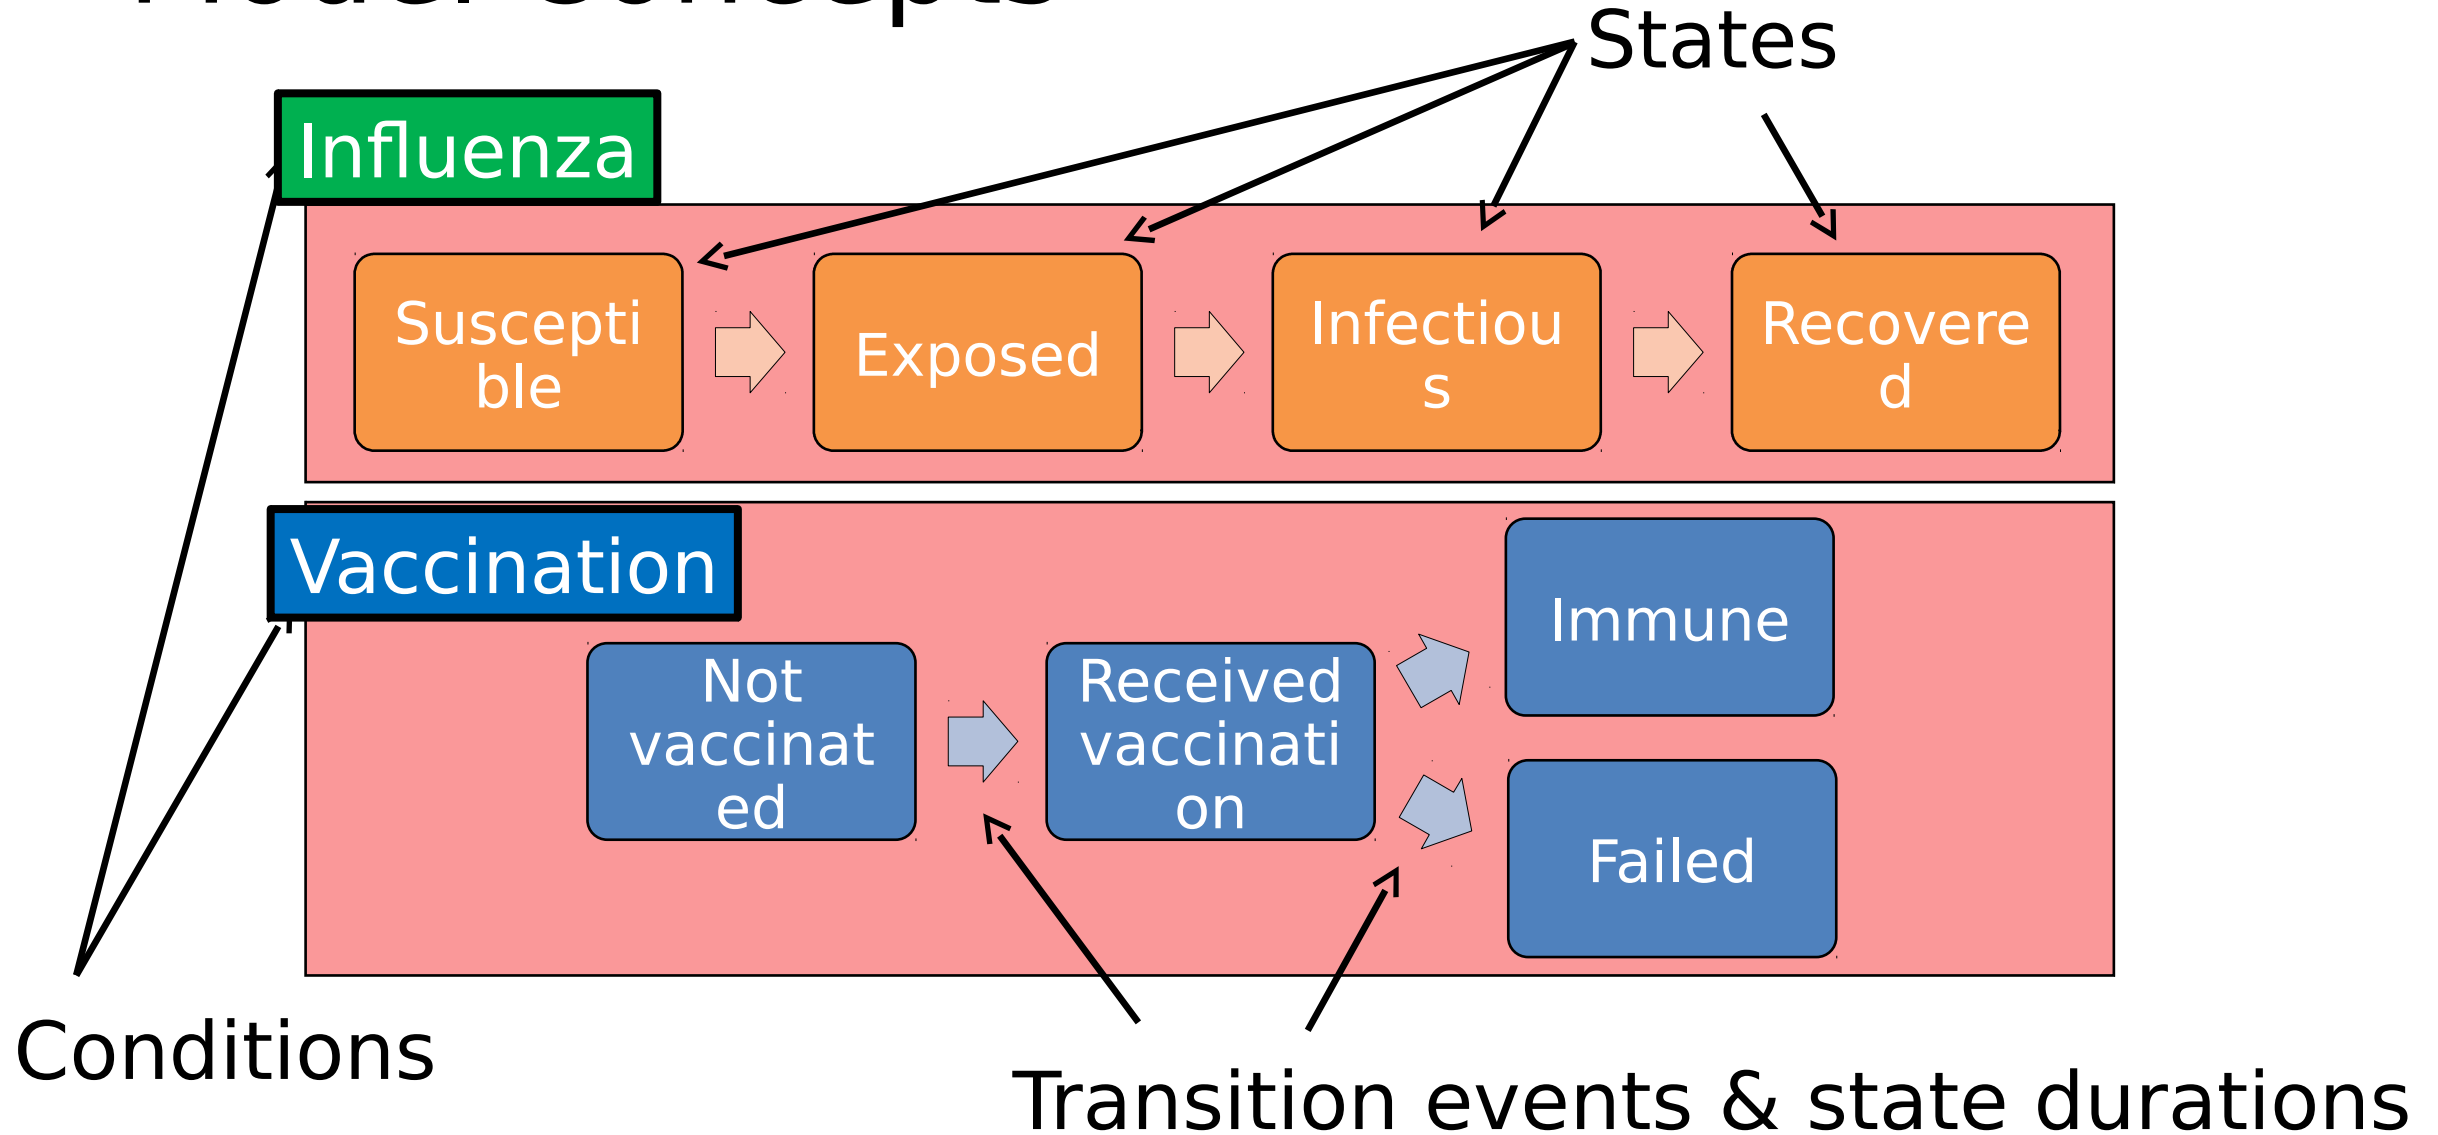 States
Influenza
Suscepti
ble
Exposed
Infectiou
s
Recovere
d
Vaccination
Not
vaccinat
ed
Received
vaccinati
on
Immune
Failed
Conditions
Transition events & state durations